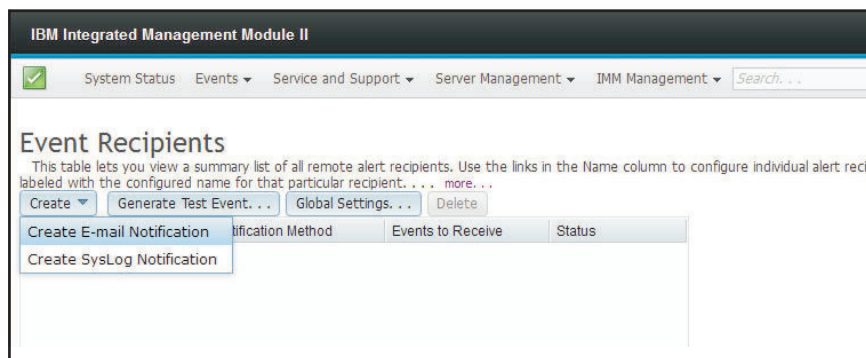 IBM Integrated Management Module II
System Status Events Service and Support Server Management IMM Management Search. . .
Event Recipients
This table lets you view a summary list of all remote alert recipients. Use the links in the Name column to configure individual alert
labeled with the configured name for that particular recipient. . . . more. . .
Create Generate Test Event. . . Global Settings. . . Delete
Create E-mail Notification Method Events to Receive Status
Create SysLog Notification